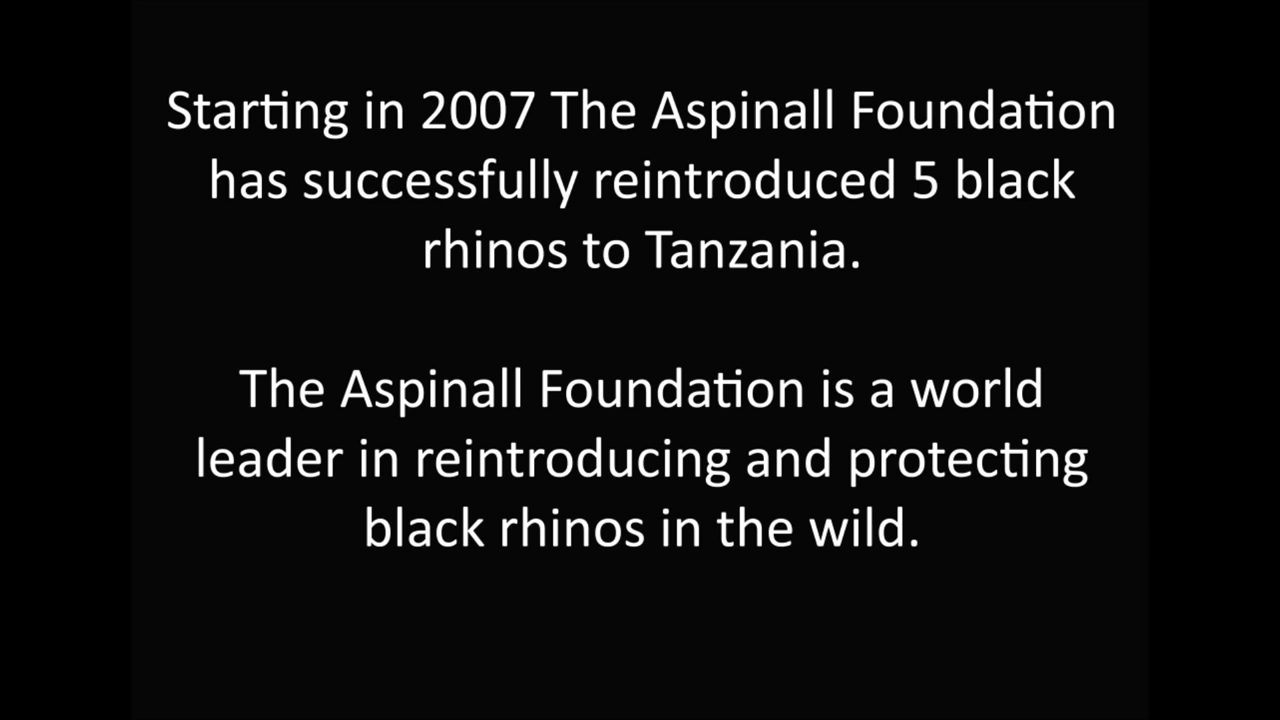 Starting in 2007 The Aspinall Foundation
has successfully reintroduced 5 black
rhinos to Tanzania.
The Aspinall Foundation is a world
leader in reintroducing and protecting
black rhinos in the wild.